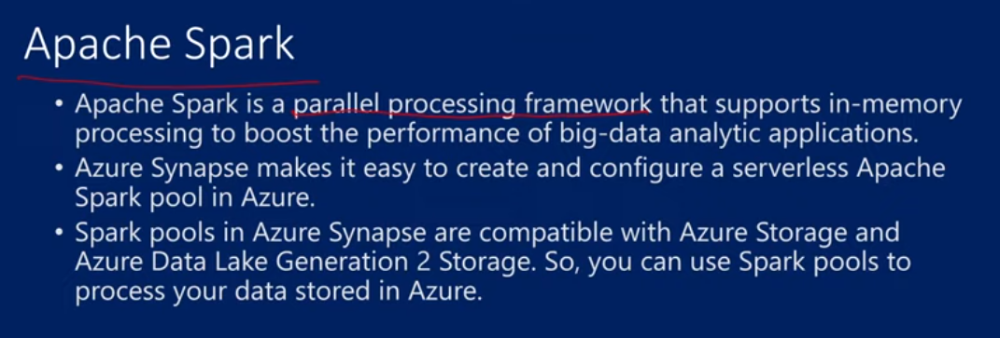 Apache Spark
• Apache Spark is a parallel processing framework that supports in-memory
processing to boost the performance of big-data analytic applications.
• Azure Synapse makes it easy to create and configure a serverless Apache
Spark pool in Azure.
• Spark pools in Azure Synapse are compatible with Azure Storage and
Azure Data Lake Generation 2 Storage. So, you can use Spark pools to
process your data stored in Azure.